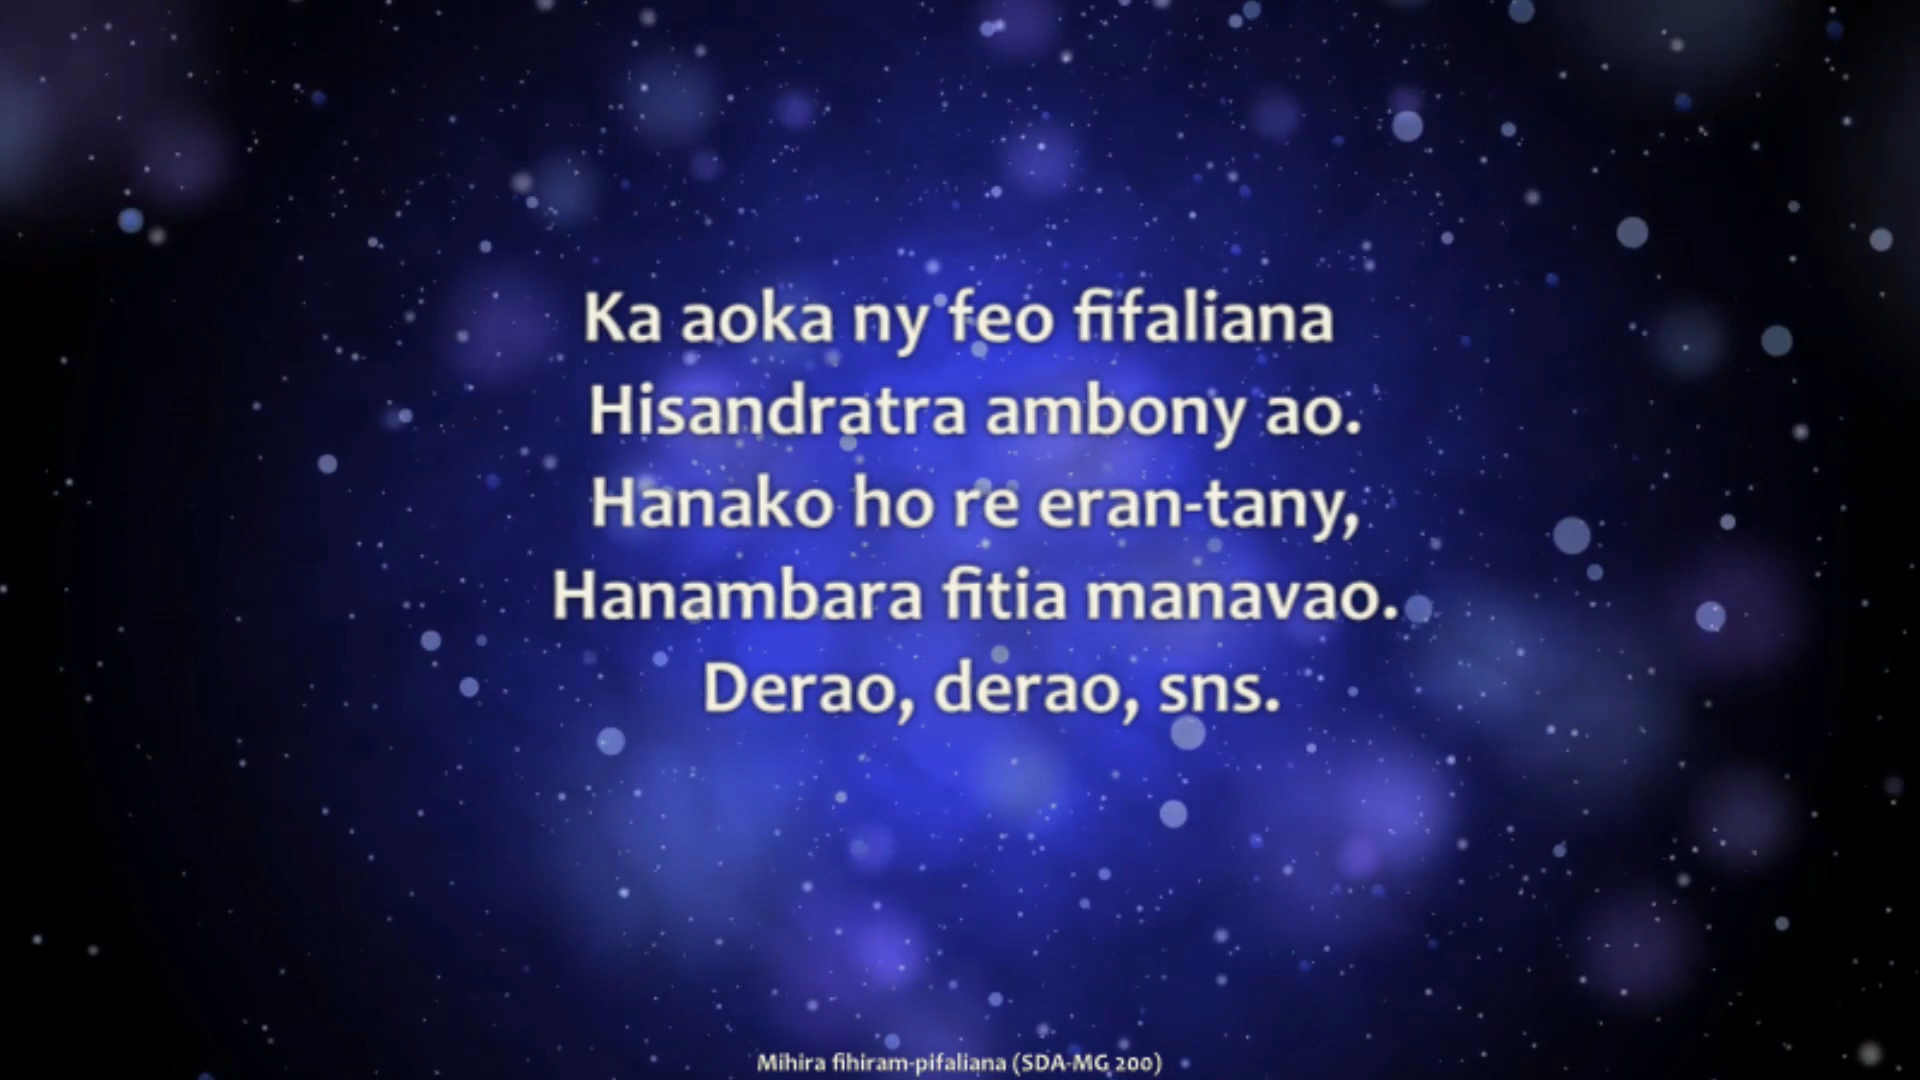 Ka aoka ny feo fifaliana
Hisandratra ambony ao.
Hanako ho re eran-tany,
Hanambara fitia manavao.
Derao, derao, sns.
Mihira fihiram-pifaliana (SDA-MG 200)